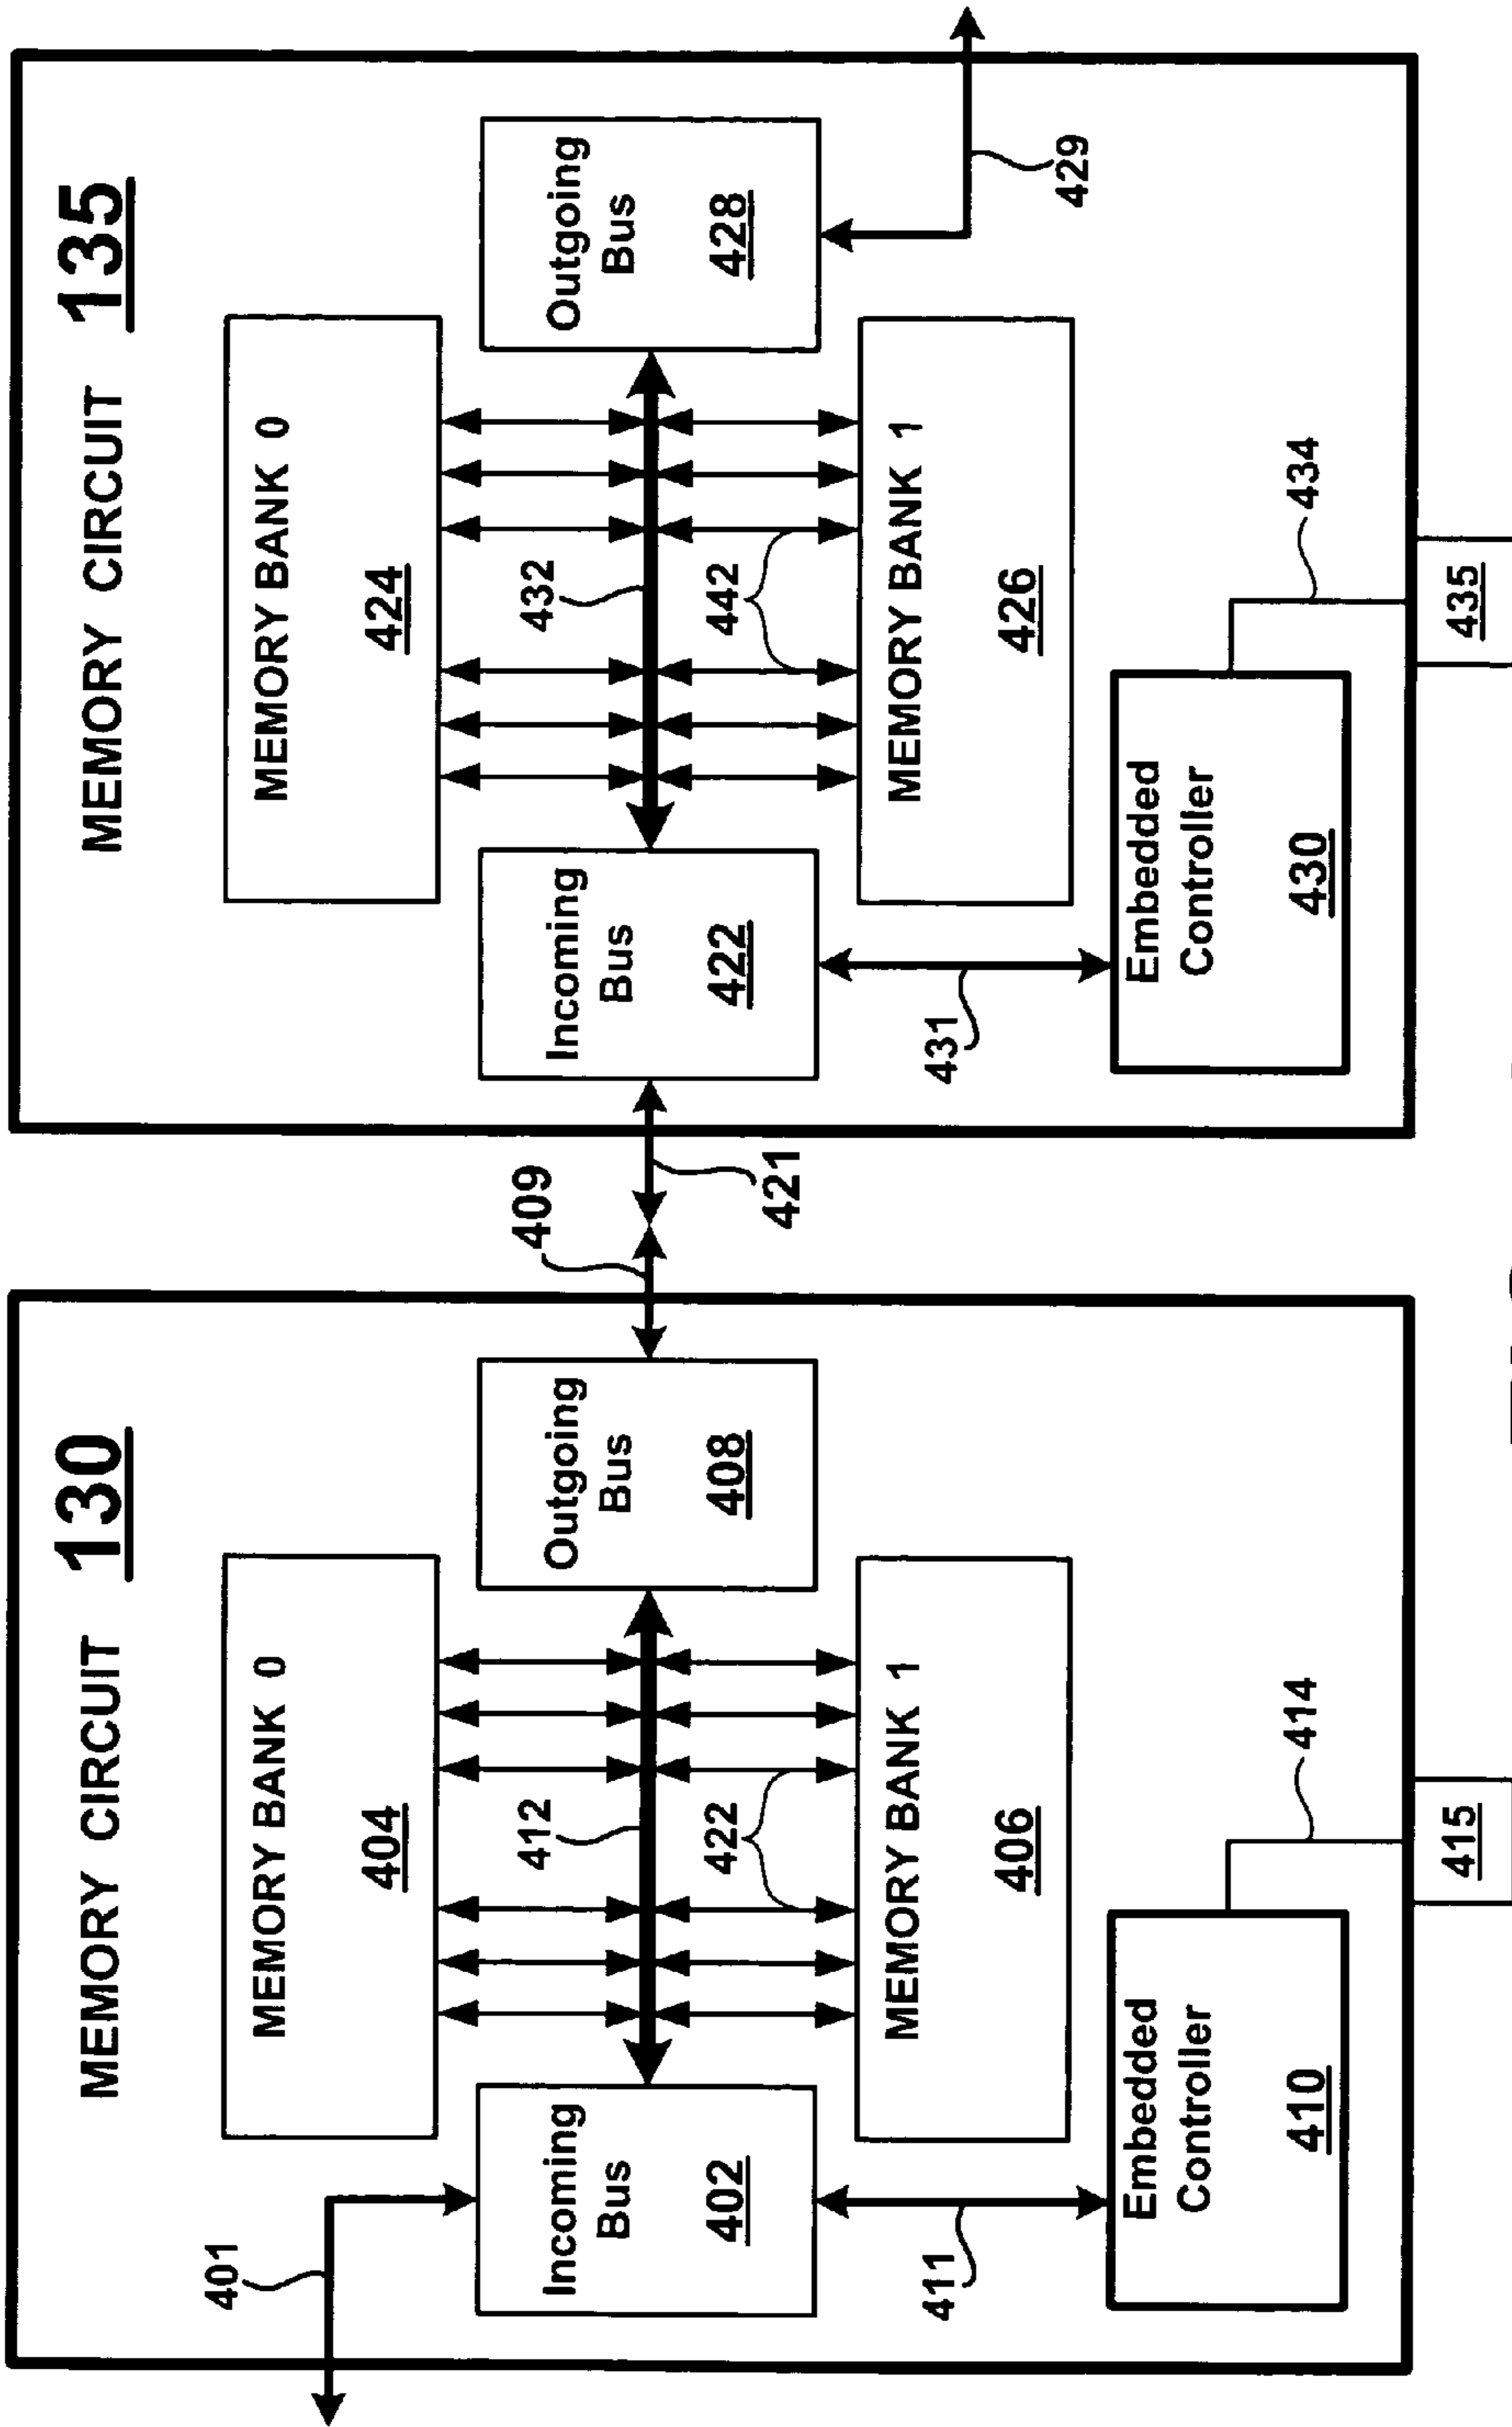 MEMORY CIRCUIT 130
401
Incoming
Bus
402
MEMORY BANK 0
404
412
422
MEMORY BANK 1
406
Outgoing
Bus
408
409
411
Embedded
Controller
410
414
415
MEMORY CIRCUIT 135
421
Incoming
Bus
422
MEMORY BANK 0
424
432
442
MEMORY BANK 1
426
Outgoing
Bus
428
429
431
Embedded
Controller
430
434
435